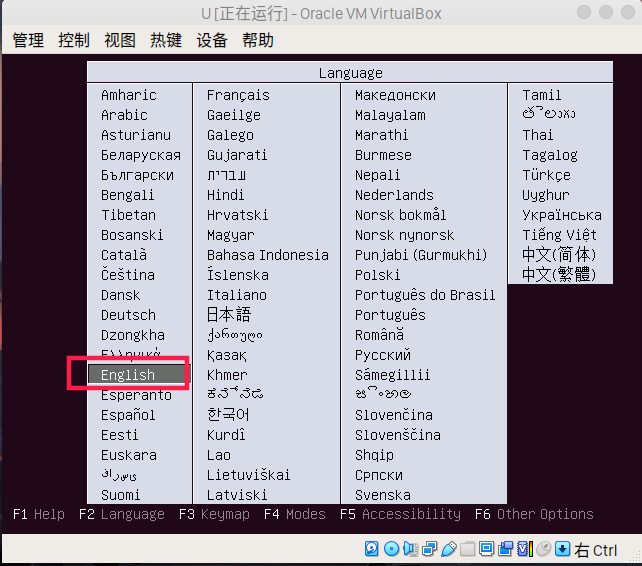 U [正在运行] - Oracle VM VirtualBox
管理 控制 视图 热键 设备 帮助
Language
Amharic
Arabic
Asturianu
Беларуская
Български
Bengali
Tibetan
Bosanski
Català
Čeština
Dansk
Deutsch
Dzongkha
Ελληνικά
English
Esperanto
Español
Eesti
Euskara
Suomi
Français
Gaeilge
Galego
Gujarati
עברית
Hindi
Hrvatski
Magyar
Bahasa Indonesia
Íslenska
Italiano
日本語
ქართული
Қазақ
Khmer
ಕನ್ನಡ
한국어
Kurdî
Lao
Lietuviškai
Latviski
Македонски
Malayalam
Marathi
Burmese
Nepali
Nederlands
Norsk bokmål
Norsk nynorsk
Punjabi (Gurmukhi)
Polski
Português do Brasil
Português
Română
Русский
Sámegillii
සිංහල
Slovenčina
Slovenščina
Shqip
Српски
Svenska
Tamil
తెలుగు
Thai
Tagalog
Türkçe
Uyghur
Українська
Tiếng Việt
中文(简体)
中文(繁體)
F1 Help F2 Language F3 Keymap F4 Modes F5 Accessibility F6 Other Options
右 Ctrl